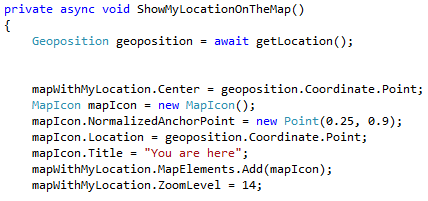 private async void ShowMyLocationOnTheMap()
{
    Geoposition geoposition = await getLocation();


    mapWithMyLocation.Center = geoposition.Coordinate.Point;
    MapIcon mapIcon = new MapIcon();
    mapIcon.NormalizedAnchorPoint = new Point(0.25, 0.9);
    mapIcon.Location = geoposition.Coordinate.Point;
    mapIcon.Title = "You are here";
    mapWithMyLocation.MapElements.Add(mapIcon);
    mapWithMyLocation.ZoomLevel = 14;